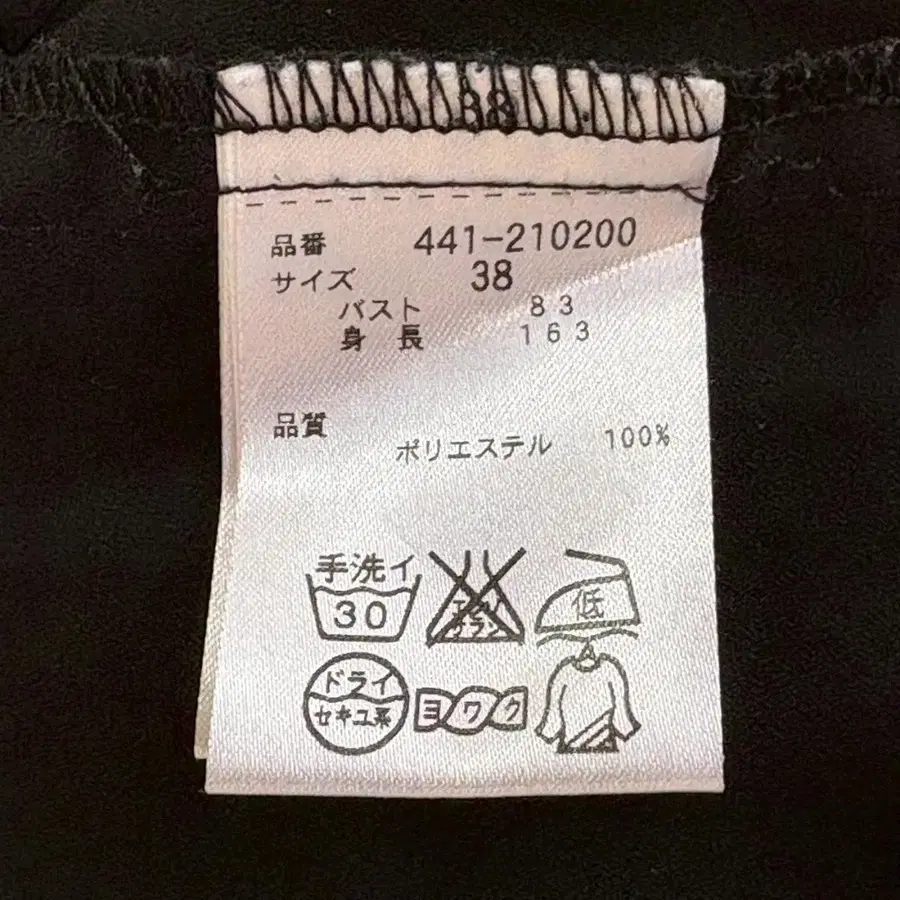 38
品番 441-210200
サイズ 38
バスト 83
身長 163
品質
ポリエステル 100%
手洗イ
30
エンソ
サラシ
低
ドライ
セキユ系
ヨワク